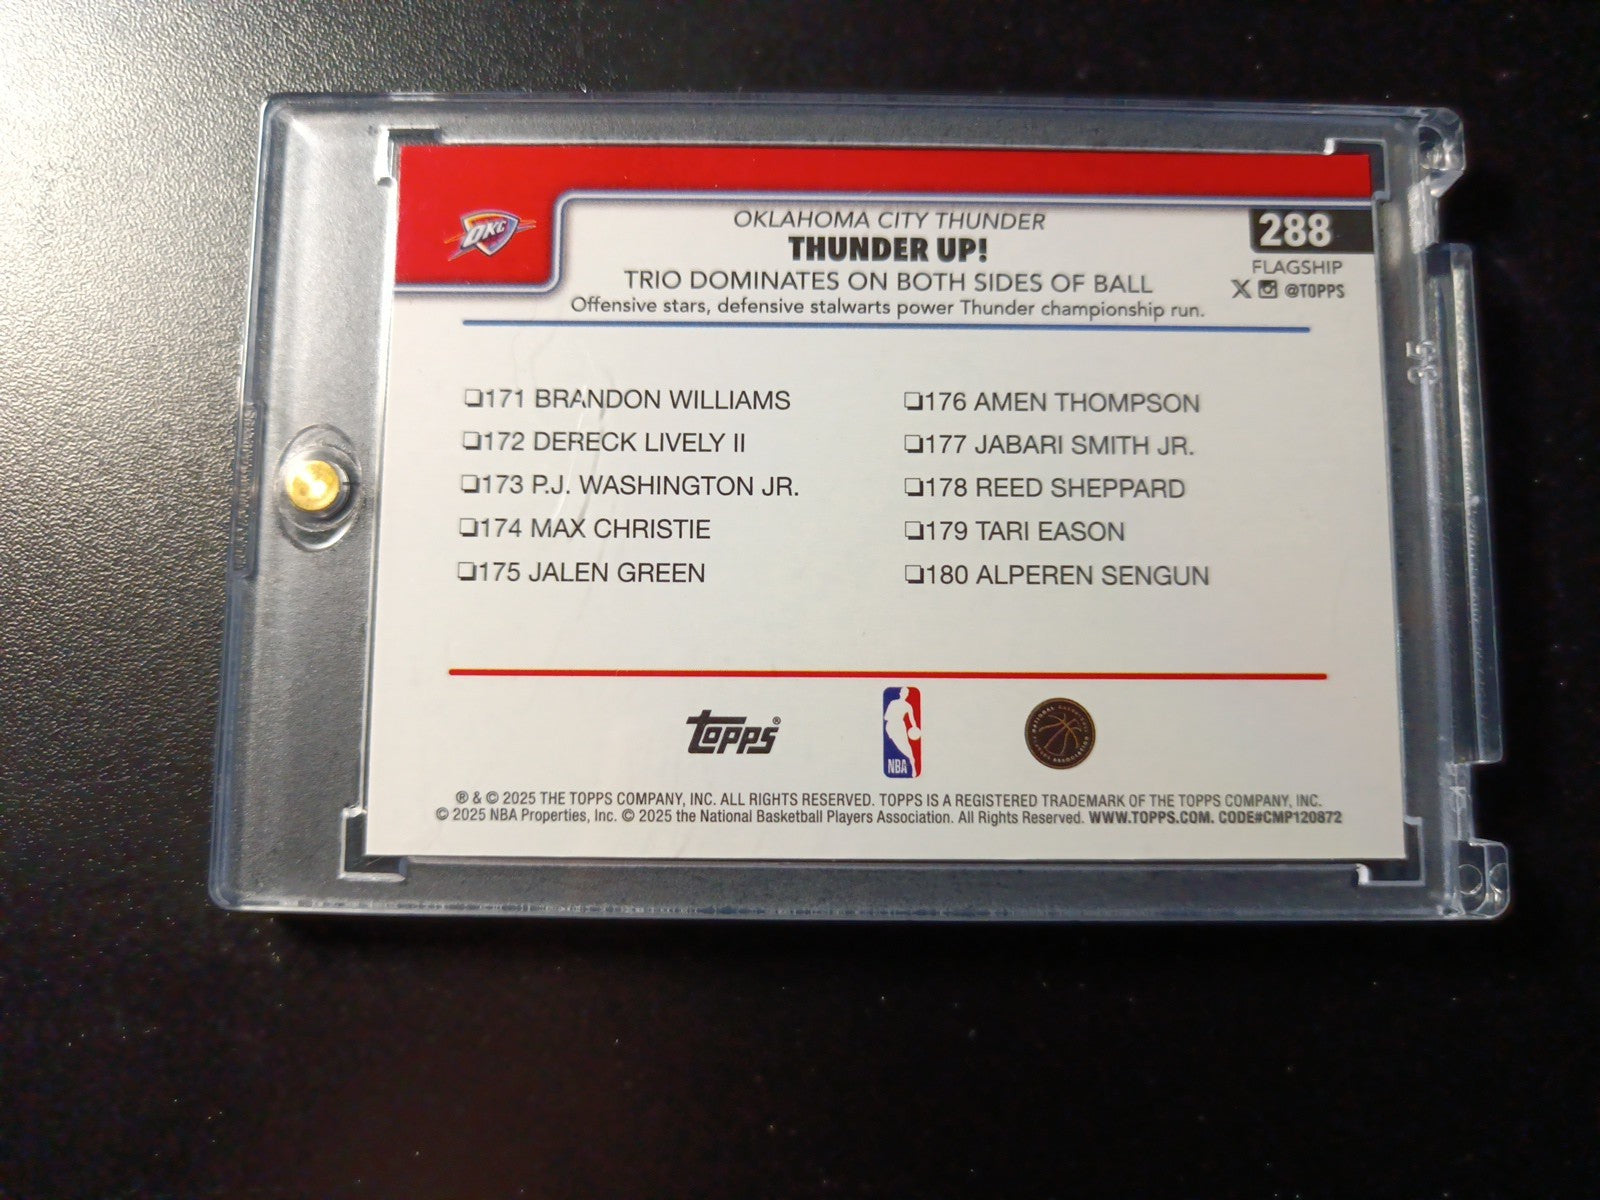 OKC
OKLAHOMA CITY THUNDER
THUNDER UP!
TRIO DOMINATES ON BOTH SIDES OF BALL
Offensive stars, defensive stalwarts power Thunder championship run.
288
FLAGSHIP
@TOPPS
171 BRANDON WILLIAMS
172 DERECK LIVELY II
173 P.J. WASHINGTON JR.
174 MAX CHRISTIE
175 JALEN GREEN
176 AMEN THOMPSON
177 JABARI SMITH JR.
178 REED SHEPPARD
179 TARI EASON
180 ALPEREN SENGUN
topps®
NBA
® & © 2025 THE TOPPS COMPANY, INC. ALL RIGHTS RESERVED. TOPPS IS A REGISTERED TRADEMARK OF THE TOPPS COMPANY, INC.
© 2025 NBA Properties, Inc. © 2025 the National Basketball Players Association. All Rights Reserved. WWW.TOPPS.COM. CODE#CMP120872